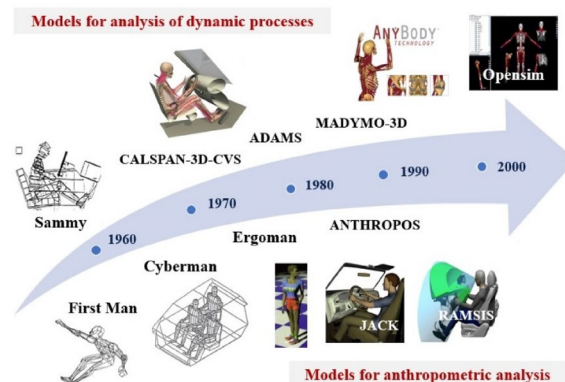 Models for analysis of dynamic processes
ANYBODY
TECHNOLOGY
Opensim
ADAMS
MADYMO-3D
CALSPAN-3D-CVS
Sammy
1960
1970
1980
1990
2000
Ergoman
ANTHROPOS
Cyberman
First Man
JACK
RAMSIS
Models for anthropometric analysis